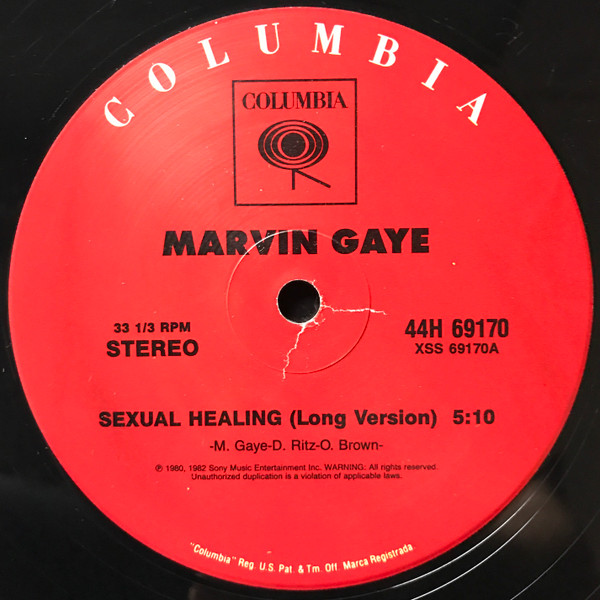 COLUMBIA
COLUMBIA
MARVIN GAYE
33 1/3 RPM
STEREO
44H 69170
XSS 69170A
SEXUAL HEALING (Long Version) 5:10
-M. Gaye-D. Ritz-O. Brown-
℗ 1980, 1982 Sony Music Entertainment Inc. WARNING: All rights reserved.
Unauthorized duplication is a violation of applicable laws.
"Columbia" Reg. U.S. Pat. & Tm. Off. Marca Registrada.